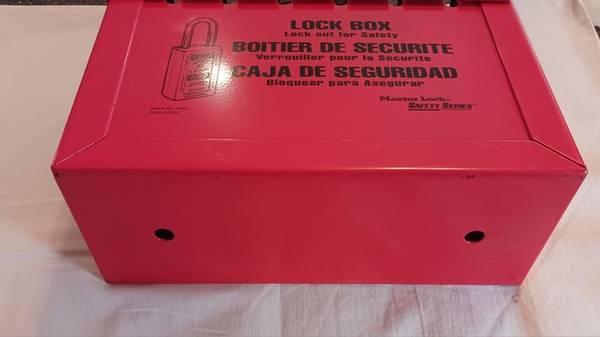 LOCK BOX
Lock out for Safety
BOITIER DE SECURITE
Verrouiller pour la Securite
CAJA DE SEGURIDAD
Bloquear para Asegurar
Master Lock
SAFETY SERIES™